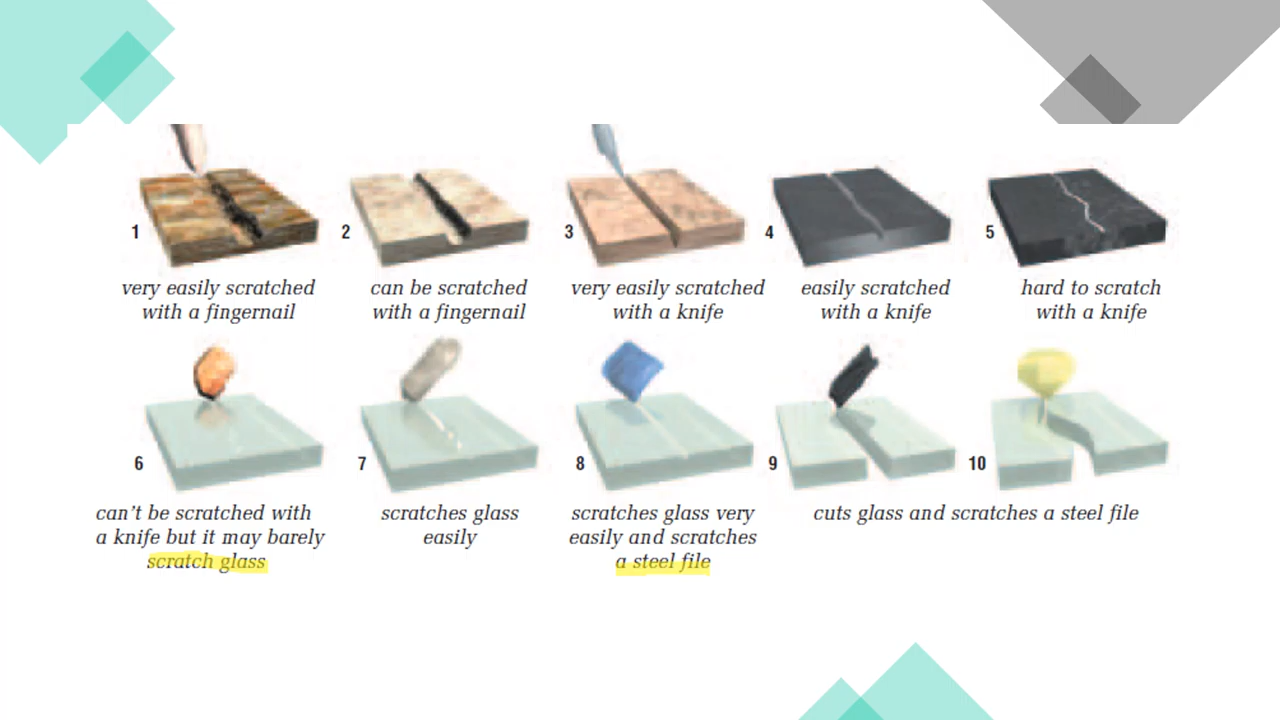 1
very easily scratched
with a fingernail
2
can be scratched
with a fingernail
3
very easily scratched
with a knife
4
easily scratched
with a knife
5
hard to scratch
with a knife
6
can’t be scratched with
a knife but it may barely
scratch glass
7
scratches glass
easily
8
scratches glass very
easily and scratches
a steel file
9
10
cuts glass and scratches a steel file